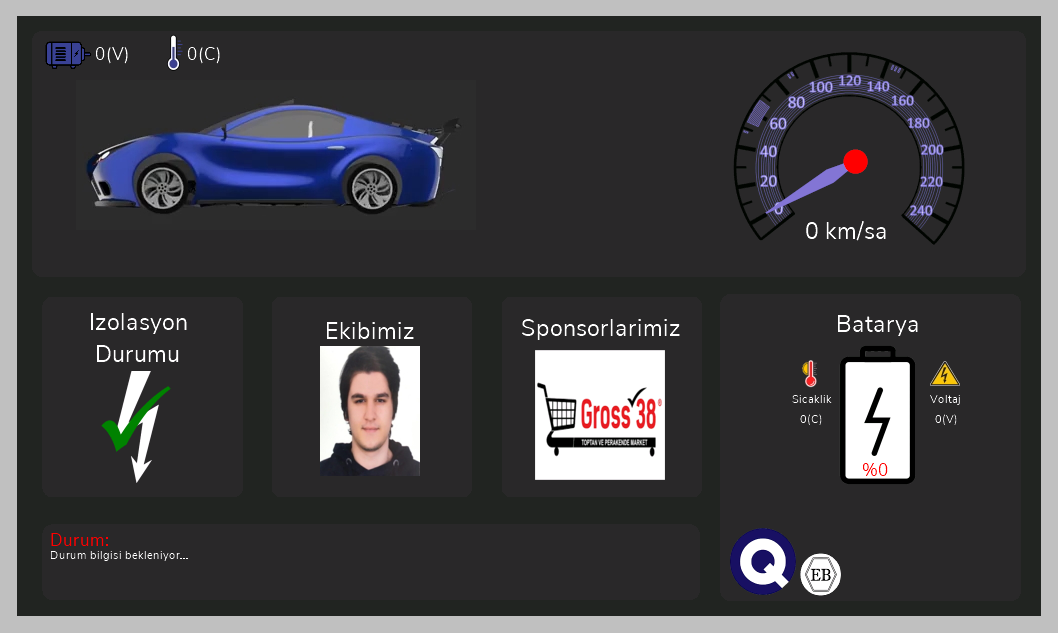 0(V)
0(C)
0
20
40
60
80
100
120
140
160
180
200
220
240
0 km/sa
Izolasyon
Durumu
Ekibimiz
Sponsorlarimiz
Gross 38®
TOPTAN VE PERAKENDE MARKET
Batarya
Sicaklik
0(C)
Voltaj
0(V)
%0
Durum:
Durum bilgisi bekleniyor...
Q
EB